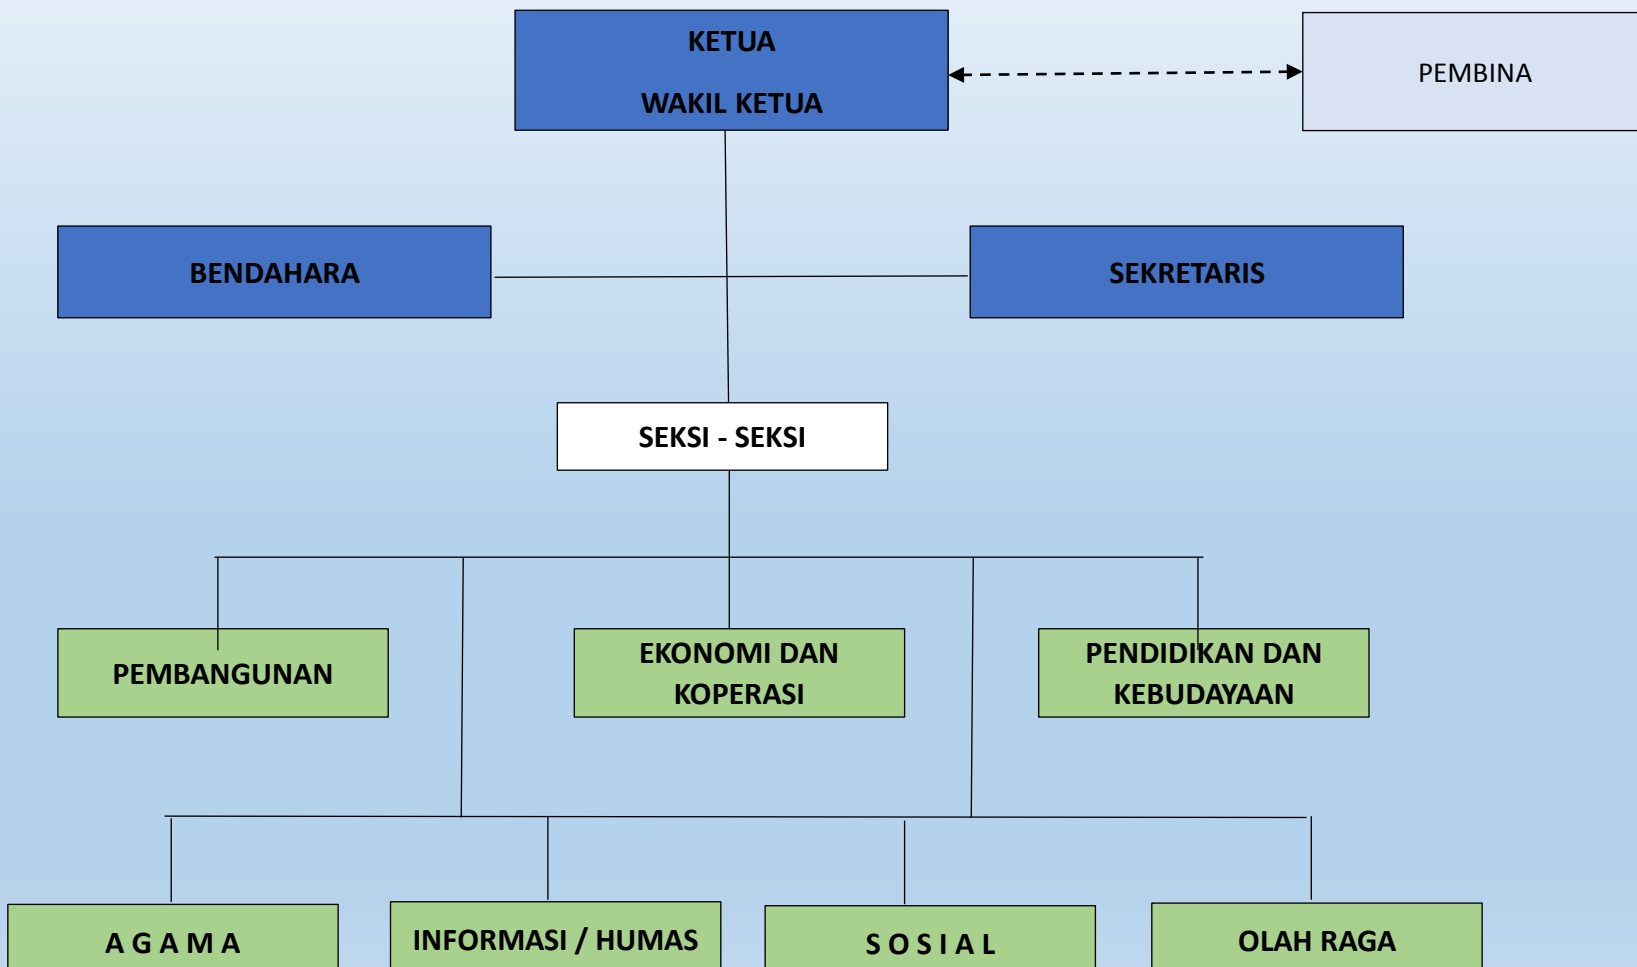 KETUA
WAKIL KETUA
PEMBINA
BENDAHARA
SEKRETARIS
SEKSI - SEKSI
PEMBANGUNAN
EKONOMI DAN
KOPERASI
PENDIDIKAN DAN
KEBUDAYAAN
A G A M A
INFORMASI / HUMAS
S O S I A L
OLAH RAGA